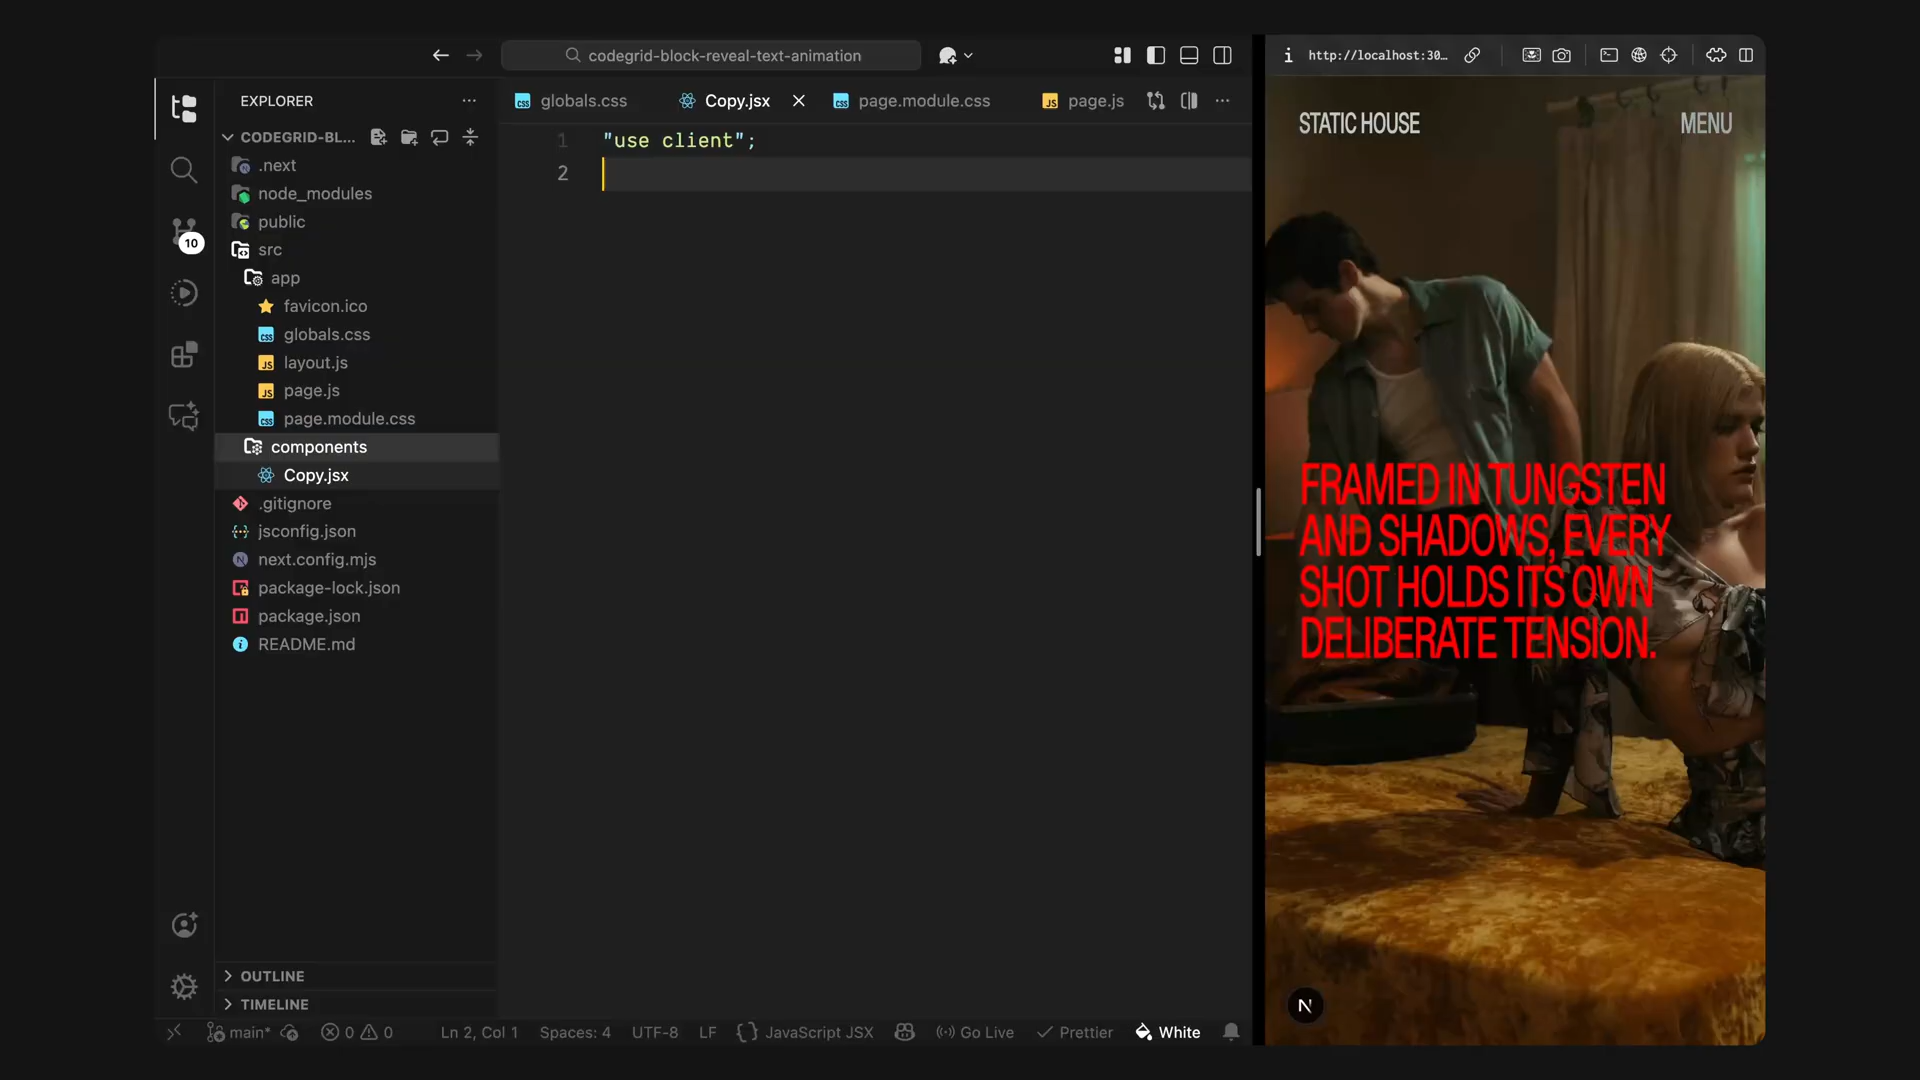 codegrid-block-reveal-text-animation
http://localhost:30…
EXPLORER
CODEGRID-BL…
.next
node_modules
public
src
app
favicon.ico
globals.css
layout.js
page.js
page.module.css
components
Copy.jsx
.gitignore
jsconfig.json
next.config.mjs
package-lock.json
package.json
README.md
10
OUTLINE
TIMELINE
globals.css
Copy.jsx
page.module.css
page.js
1 "use client";
2
STATIC HOUSE
MENU
FRAMED IN TUNGSTEN
AND SHADOWS, EVERY
SHOT HOLDS ITS OWN
DELIBERATE TENSION.
N
main* 0 0 Ln 2, Col 1 Spaces: 4 UTF-8 LF {} JavaScript JSX Go Live Prettier White